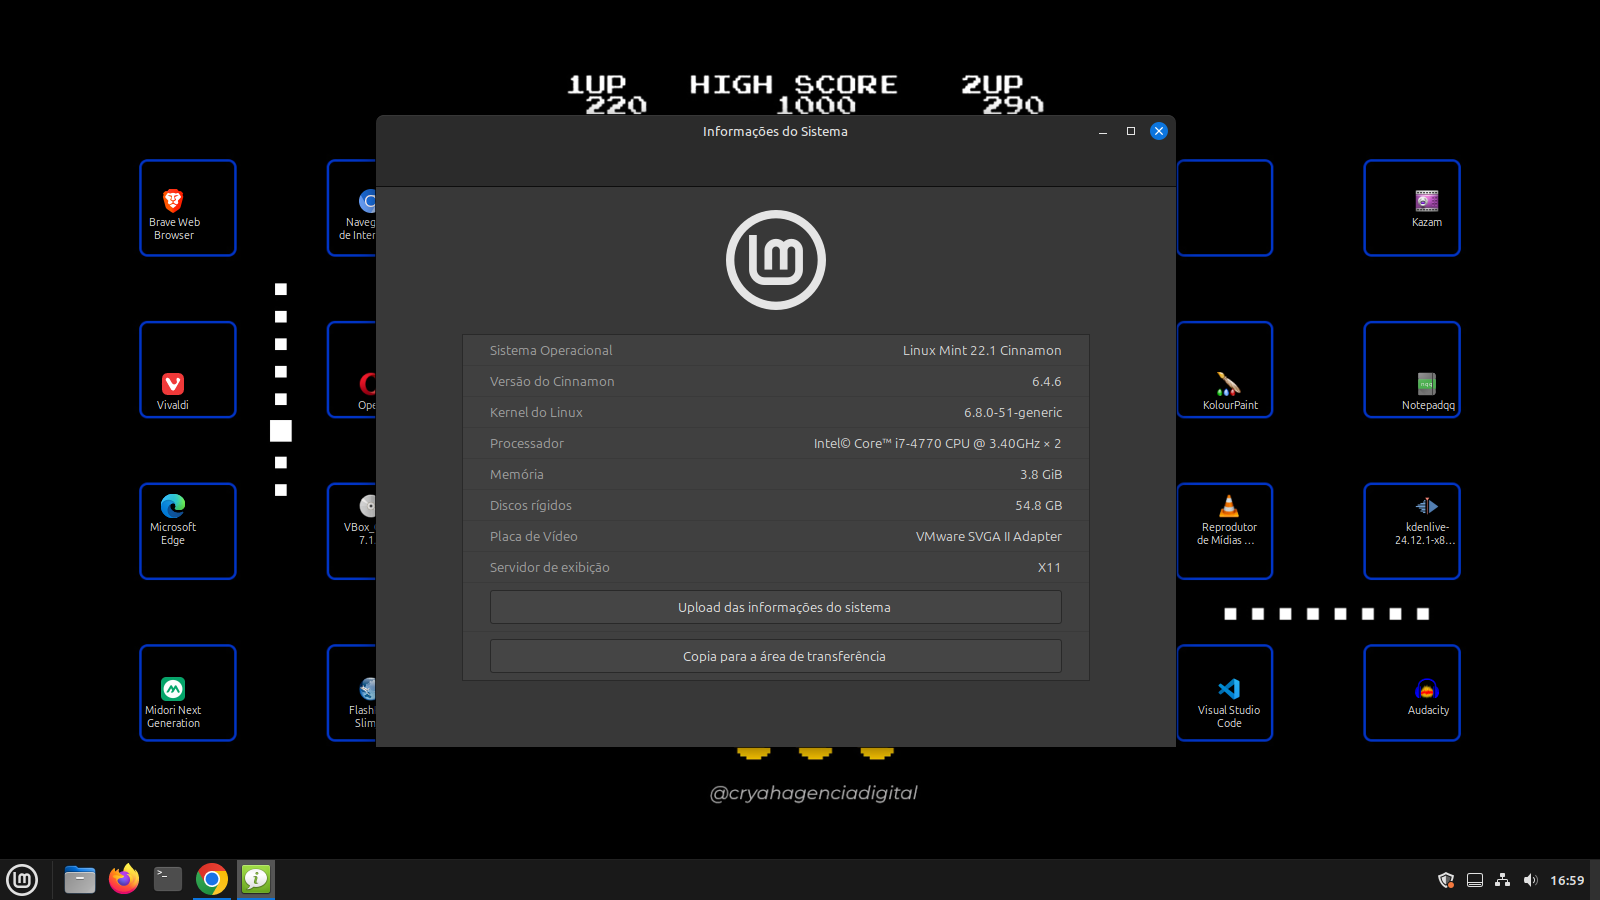 1UP HIGH SCORE 2UP
220 1000 290
Informações do Sistema
Brave Web
Browser
Naveg
de Inter
Kazam
Sistema Operacional Linux Mint 22.1 Cinnamon
Versão do Cinnamon 6.4.6
Kernel do Linux 6.8.0-51-generic
Processador Intel© Core™ i7-4770 CPU @ 3.40GHz × 2
Memória 3.8 GiB
Discos rígidos 54.8 GB
Placa de Vídeo VMware SVGA II Adapter
Servidor de exibição X11
Upload das informações do sistema
Copia para a área de transferência
Vivaldi
Ope
KolourPaint
Notepadqq
Microsoft
Edge
VBox_
7.1.
Reprodutor
de Mídias ...
kdenlive-
24.12.1-x8...
Midori Next
Generation
Flash
Slim
Visual Studio
Code
Audacity
@cryahagenciadigital
16:59